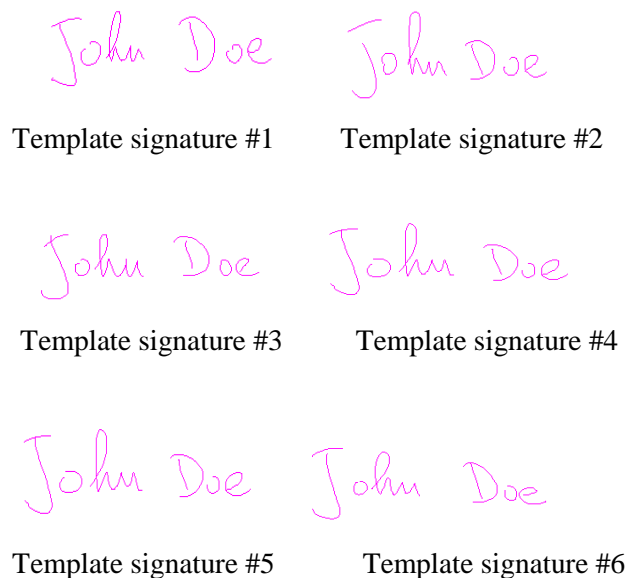 John Doe John Doe
Template signature #1 Template signature #2
John Doe John Doe
Template signature #3 Template signature #4
John Doe John Doe
Template signature #5 Template signature #6